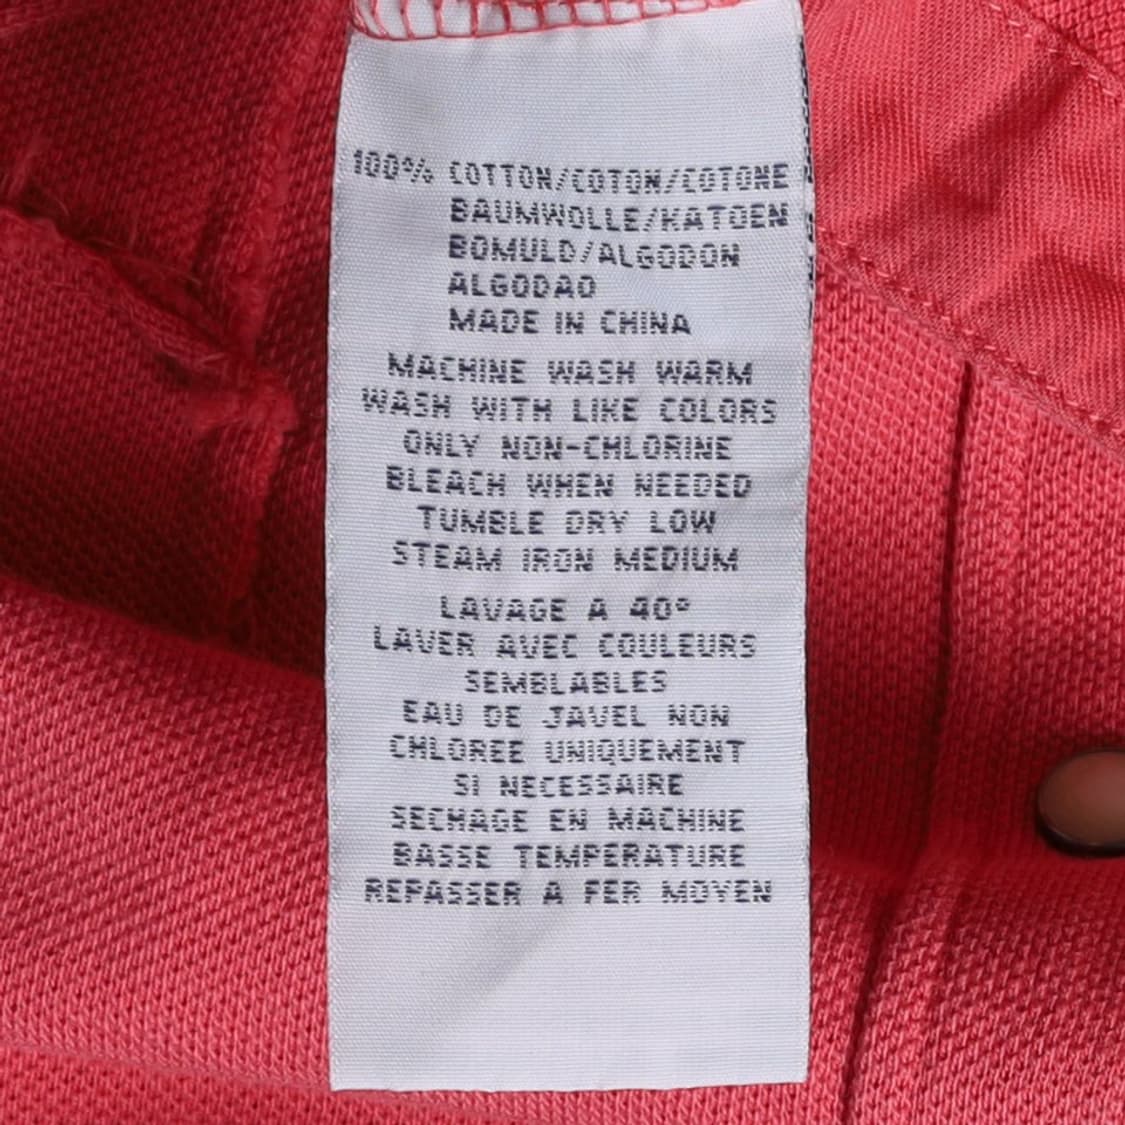 100% COTTON/COTON/COTONE
BAUMWOLLE/KATOEN
BOMULD/ALGODON
ALGODAO
MADE IN CHINA
MACHINE WASH WARM
WASH WITH LIKE COLORS
ONLY NON-CHLORINE
BLEACH WHEN NEEDED
TUMBLE DRY LOW
STEAM IRON MEDIUM
LAVAGE A 40°
LAVER AVEC COULEURS
SEMBLABLES
EAU DE JAVEL NON
CHLOREE UNIQUEMENT
SI NECESSAIRE
SECHAGE EN MACHINE
BASSE TEMPERATURE
REPASSER A FER MOYEN